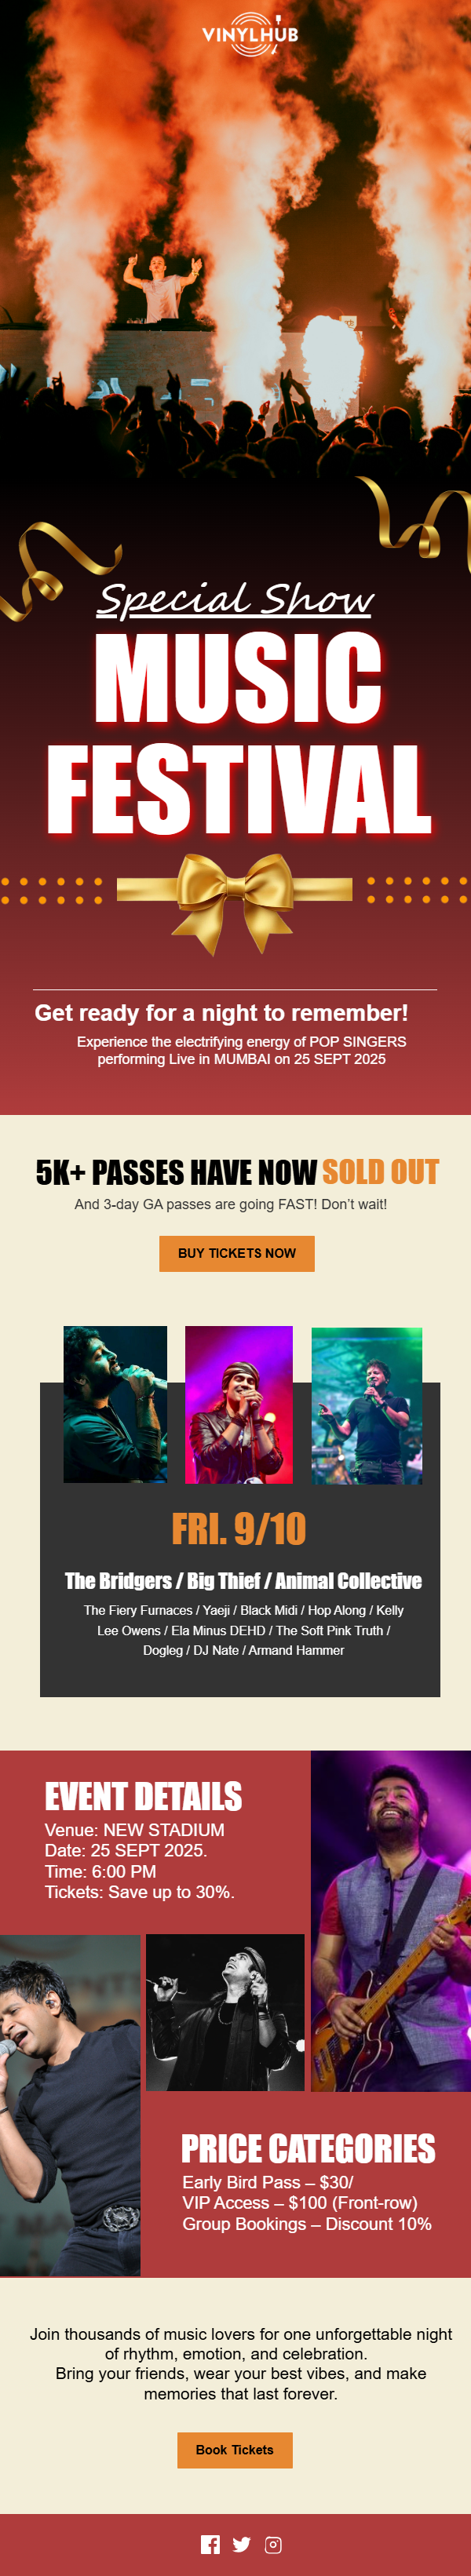 VINYLHUB
Special Show
MUSIC
FESTIVAL
Get ready for a night to remember!
Experience the electrifying energy of POP SINGERS
performing Live in MUMBAI on 25 SEPT 2025
5K+ PASSES HAVE NOW SOLD OUT
And 3-day GA passes are going FAST! Don't wait!
BUY TICKETS NOW
FRI. 9/10
The Bridgers / Big Thief / Animal Collective
The Fiery Furnaces / Yaeji / Black Midi / Hop Along / Kelly
Lee Owens / Ela Minus DEHD / The Soft Pink Truth /
Dogleg / DJ Nate / Armand Hammer
EVENT DETAILS
Venue: NEW STADIUM
Date: 25 SEPT 2025.
Time: 6:00 PM
Tickets: Save up to 30%.
PRICE CATEGORIES
Early Bird Pass – $30/
VIP Access – $100 (Front-row)
Group Bookings – Discount 10%
Join thousands of music lovers for one unforgettable night
of rhythm, emotion, and celebration.
Bring your friends, wear your best vibes, and make
memories that last forever.
Book Tickets